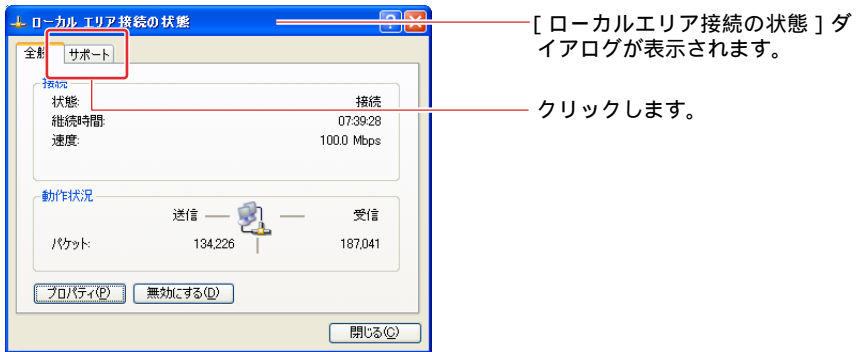 ローカル エリア接続の状態
[ローカルエリア接続の状態]ダ
イアログが表示されます。
全般
サポート
接続
状態:
接続
クリックします。
継続時間:
07:39:28
速度:
100.0 Mbps
動作状況
送信
受信
パケット:
134,226
187,041
プロパティ(P)
無効にする(D)
閉じる(C)